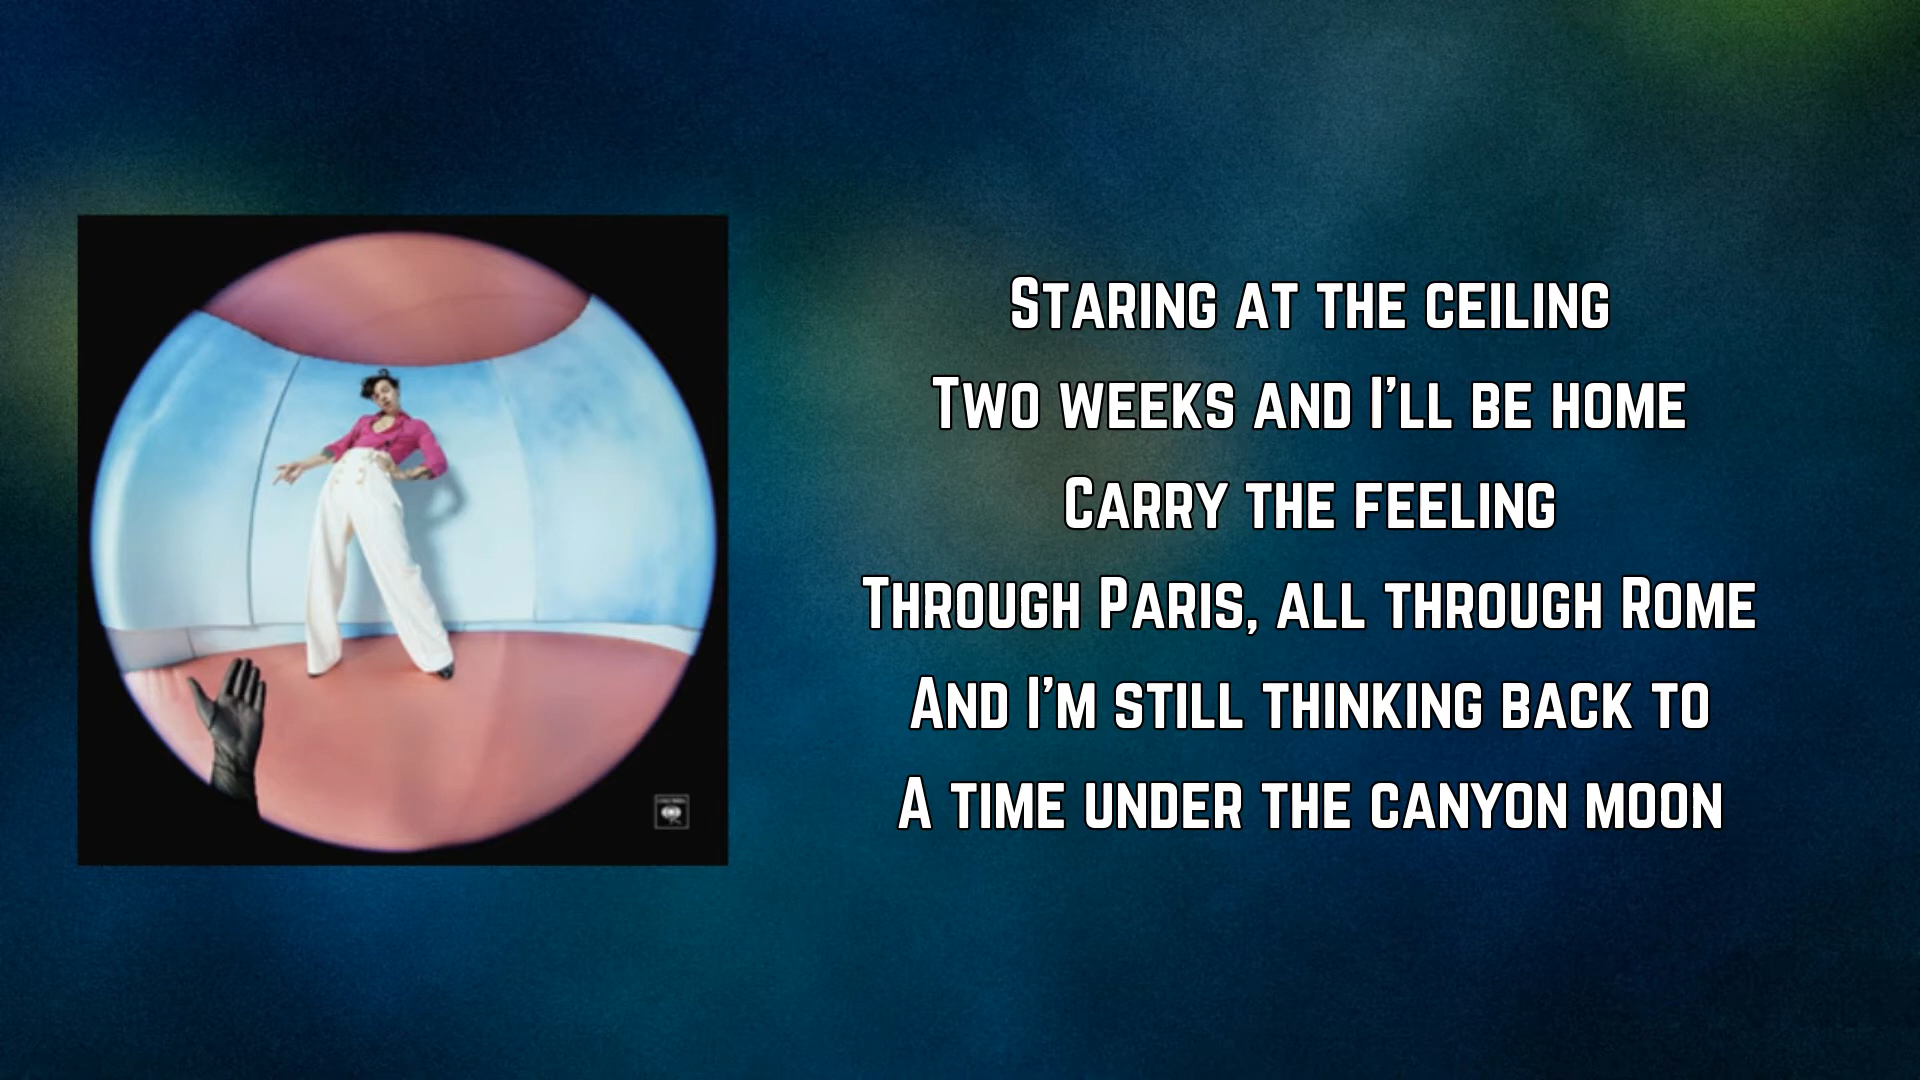 Staring at the ceiling
Two weeks and I'll be home
Carry the feeling
Through Paris, all through Rome
And I'm still thinking back to
A time under the canyon moon